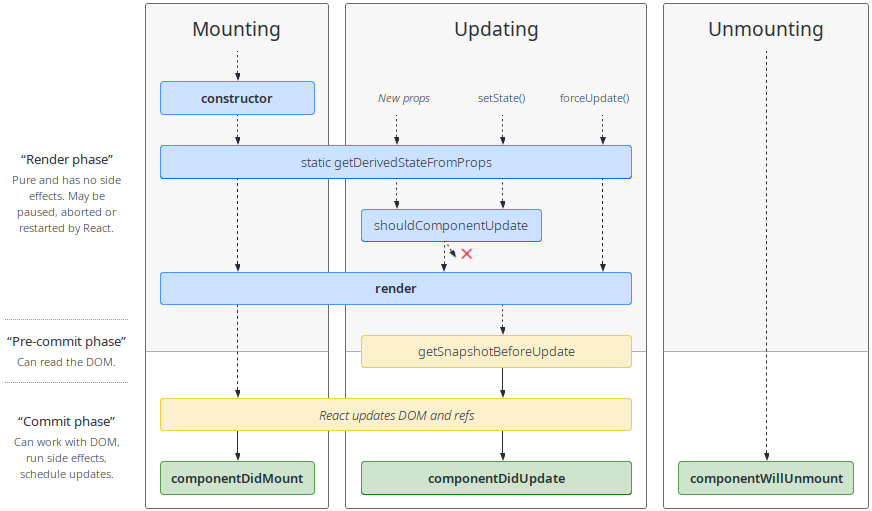 Mounting
Updating
Unmounting
constructor
New props
setState()
forceUpdate()
“Render phase”
Pure and has no side
effects. May be
paused, aborted or
restarted by React.
static getDerivedStateFromProps
shouldComponentUpdate
render
“Pre-commit phase”
Can read the DOM.
getSnapshotBeforeUpdate
“Commit phase”
Can work with DOM,
run side effects,
schedule updates.
React updates DOM and refs
componentDidMount
componentDidUpdate
componentWillUnmount